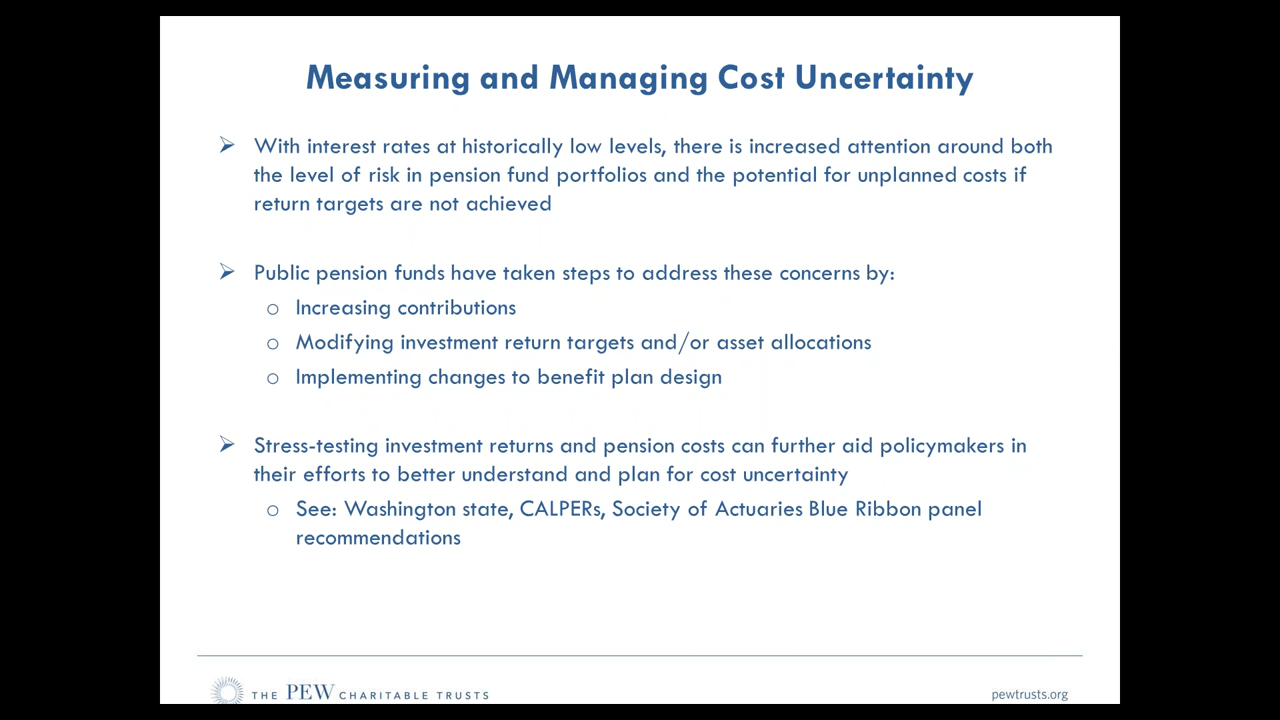 Measuring and Managing Cost Uncertainty
With interest rates at historically low levels, there is increased attention around both
the level of risk in pension fund portfolios and the potential for unplanned costs if
return targets are not achieved
Public pension funds have taken steps to address these concerns by:
Increasing contributions
Modifying investment return targets and/or asset allocations
Implementing changes to benefit plan design
Stress-testing investment returns and pension costs can further aid policymakers in
their efforts to better understand and plan for cost uncertainty
See: Washington state, CALPERs, Society of Actuaries Blue Ribbon panel
recommendations
THE PEW CHARITABLE TRUSTS
pewtrusts.org